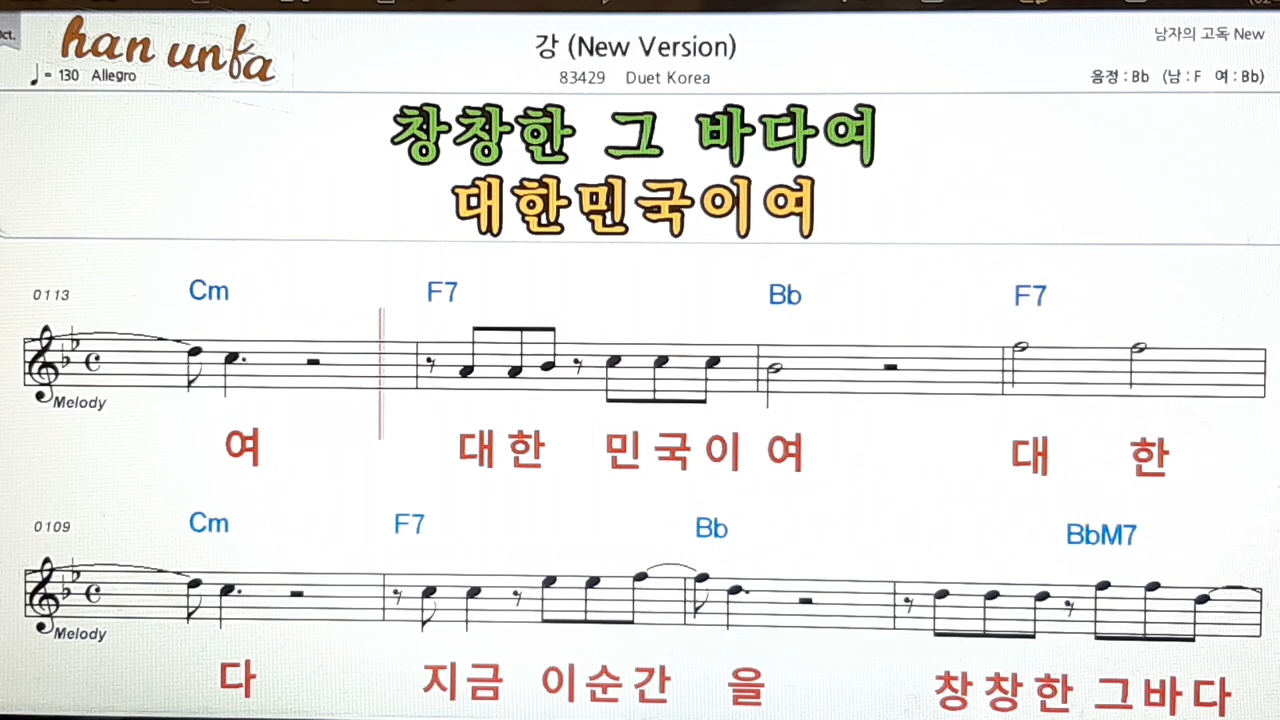 Oct.
han unfa
♩= 130 Allegro
강 (New Version)
83429 Duet Korea
남자의 고독 New
음정 : Bb (남 : F 여 : Bb)
창창한 그 바다여
대한민국이여
0113
Cm F7 Bb F7
Melody
여 대한 민국이 여 대 한
0109
Cm F7 Bb BbM7
Melody
다 지금 이순간 을 창창한 그바다